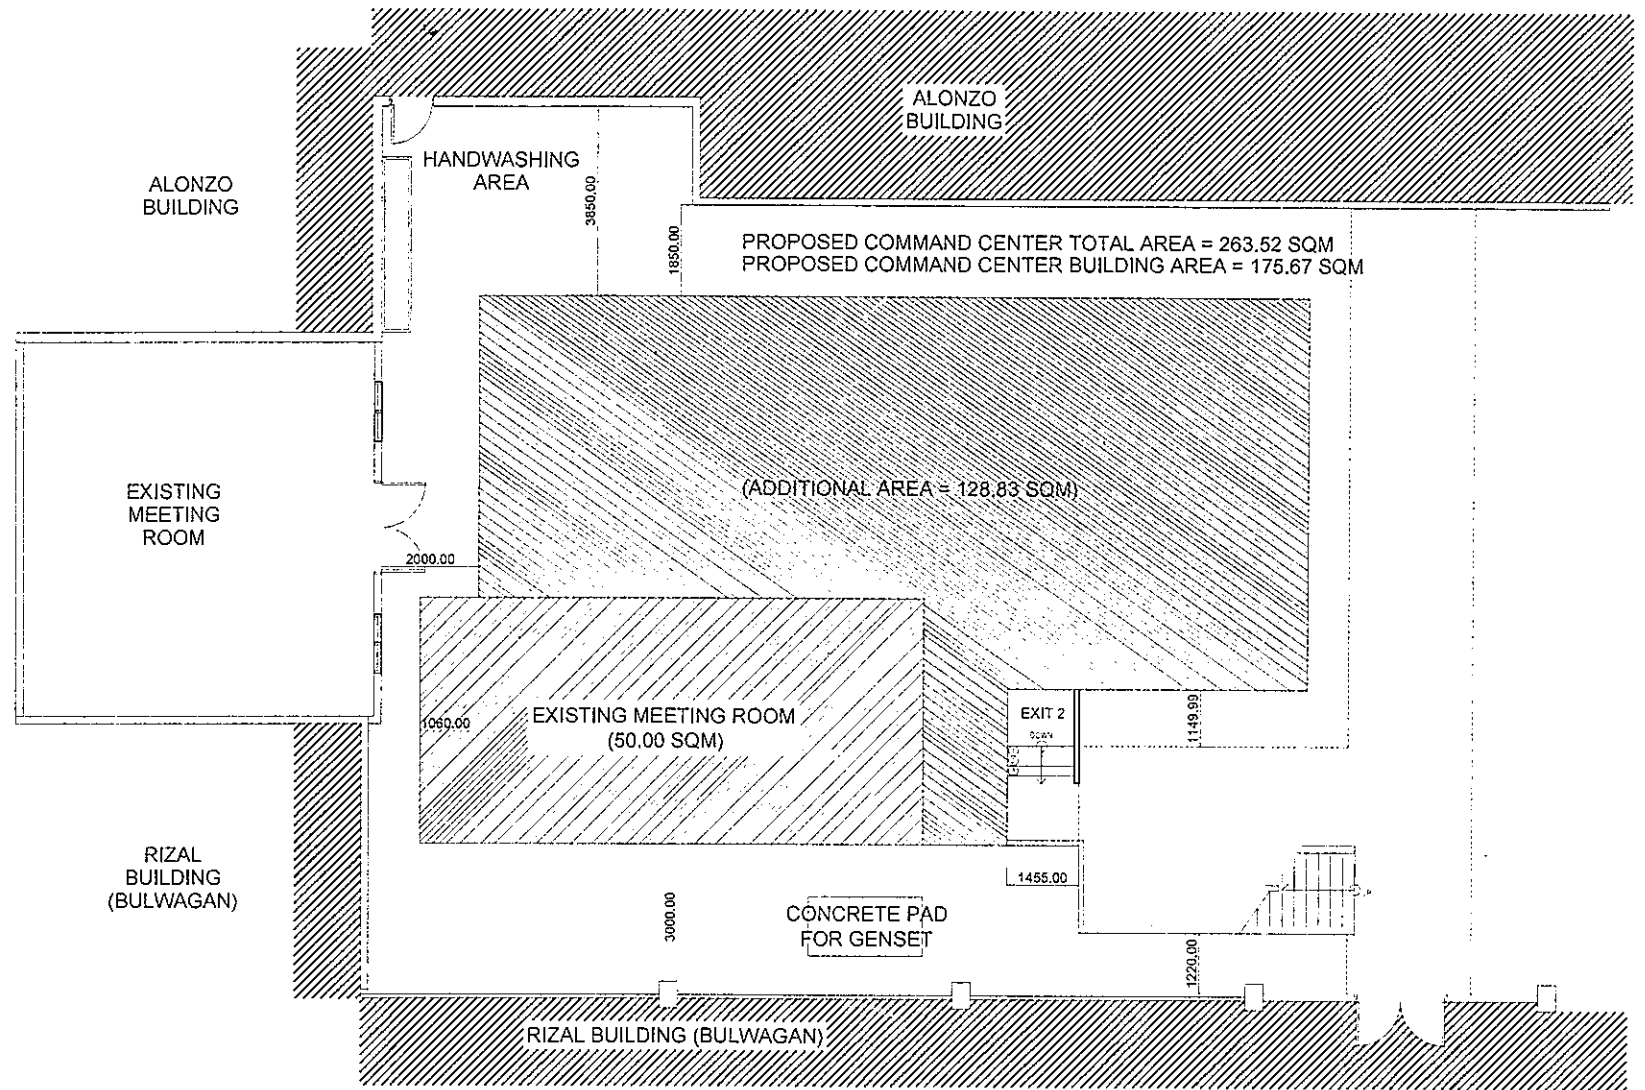 ALONZO
BUILDING
HANDWASHING
AREA
ALONZO
BUILDING
3850.00
1850.00
PROPOSED COMMAND CENTER TOTAL AREA = 263.52 SQM
PROPOSED COMMAND CENTER BUILDING AREA = 175.67 SQM
EXISTING
MEETING
ROOM
(ADDITIONAL AREA = 128.83 SQM)
2000.00
1060.00
EXISTING MEETING ROOM
(50.00 SQM)
EXIT 2
DOWN
1149.99
RIZAL
BUILDING
(BULWAGAN)
1455.00
3000.00
CONCRETE PAD
FOR GENSET
1220.00
RIZAL BUILDING (BULWAGAN)